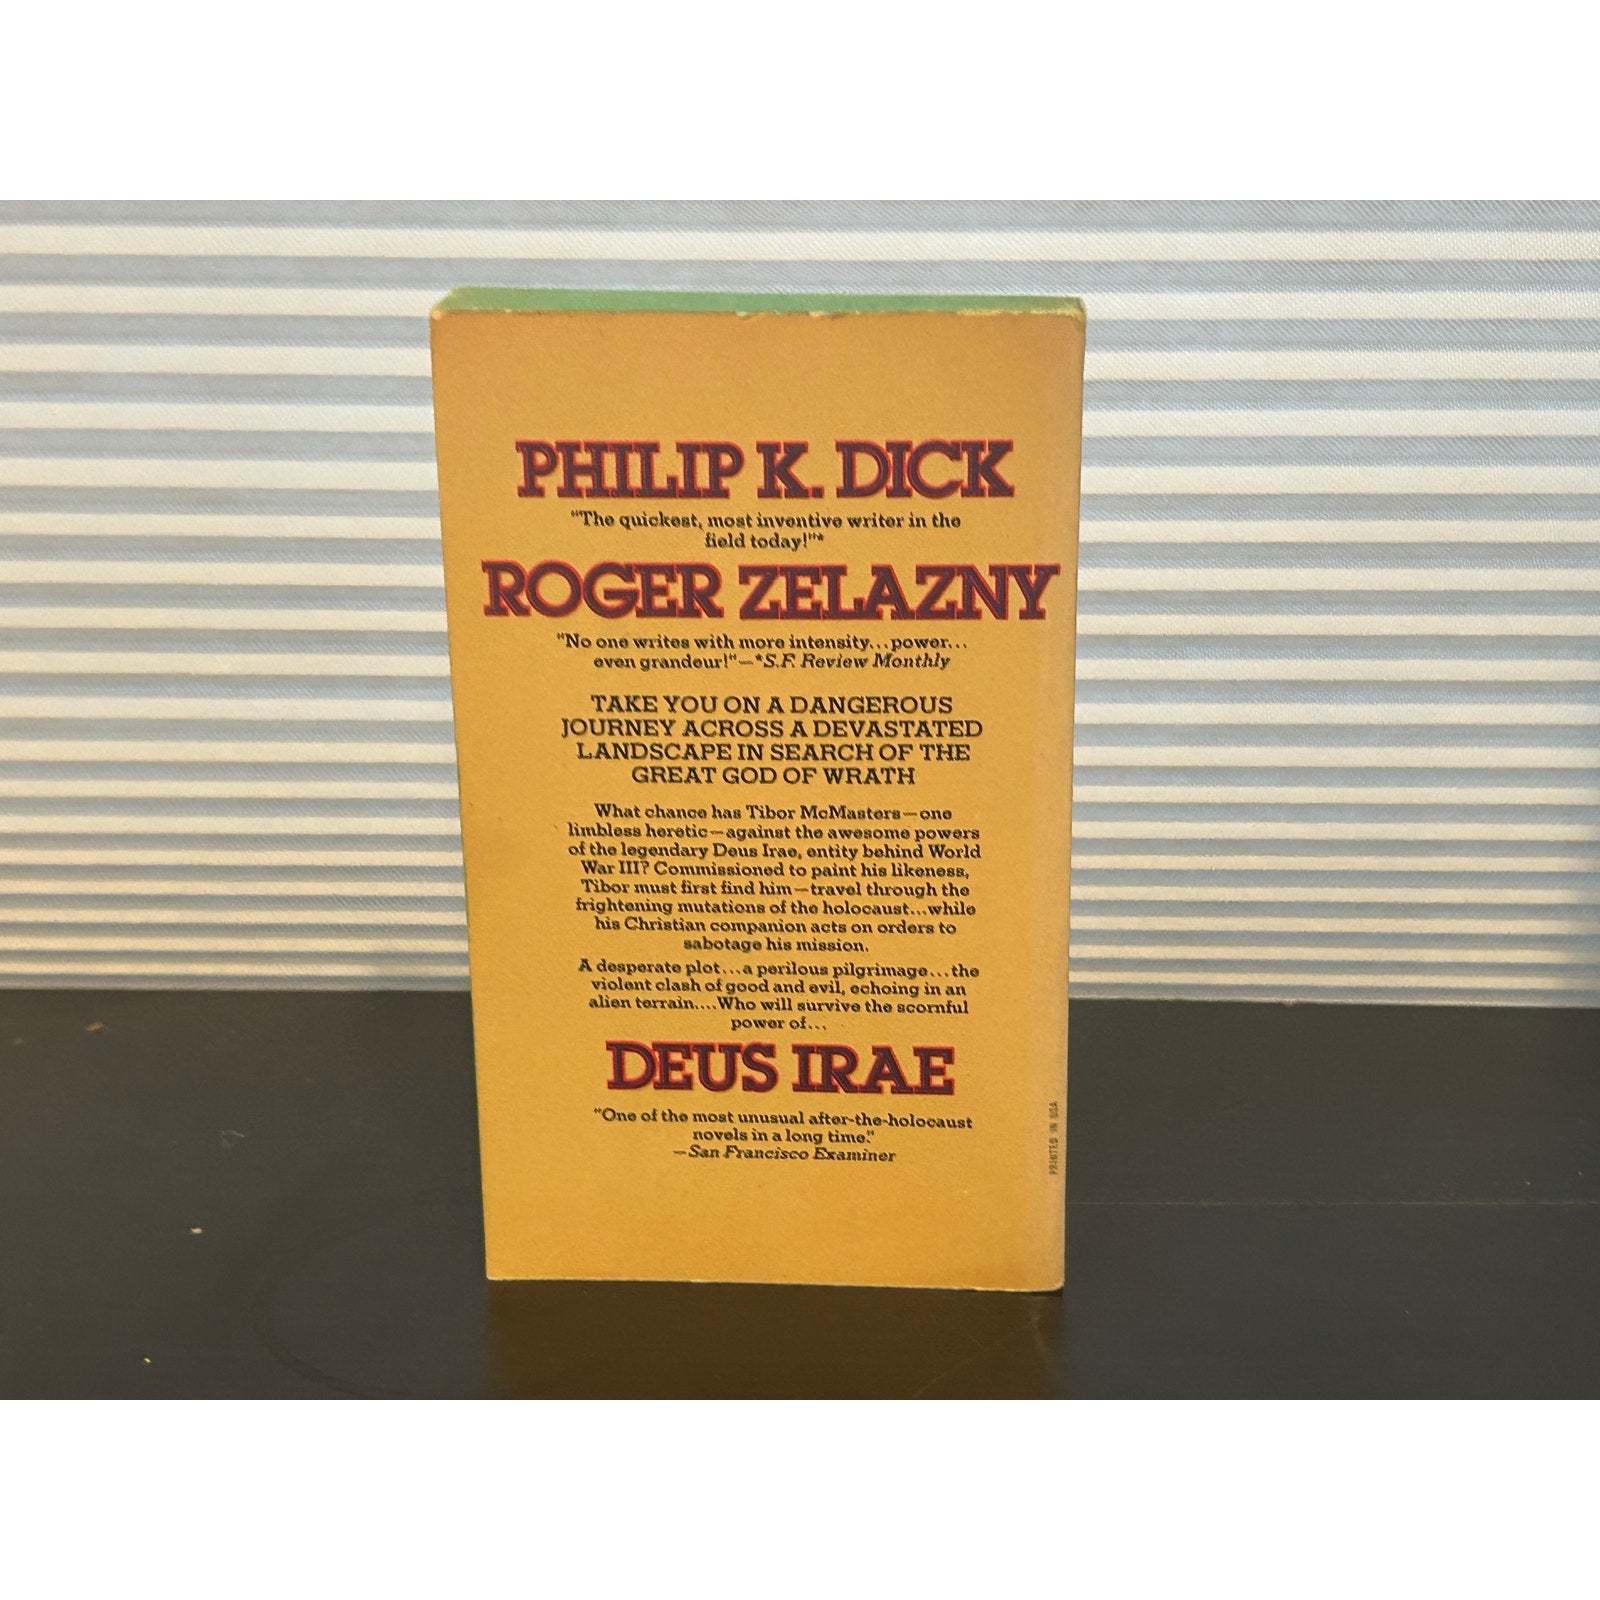 PHILIP K. DICK
"The quickest, most inventive writer in the
field today!"*
ROGER ZELAZNY
"No one writes with more intensity...power...
even grandeur!"—*S.F. Review Monthly
TAKE YOU ON A DANGEROUS
JOURNEY ACROSS A DEVASTATED
LANDSCAPE IN SEARCH OF THE
GREAT GOD OF WRATH
What chance has Tibor McMasters—one
limbless heretic—against the awesome powers
of the legendary Deus Irae, entity behind World
War III? Commissioned to paint his likeness,
Tibor must first find him—travel through the
frightening mutations of the holocaust...while
his Christian companion acts on orders to
sabotage his mission.
A desperate plot...a perilous pilgrimage...the
violent clash of good and evil, echoing in an
alien terrain....Who will survive the scornful
power of...
DEUS IRAE
"One of the most unusual after-the-holocaust
novels in a long time."
—San Francisco Examiner
PRINTED IN USA